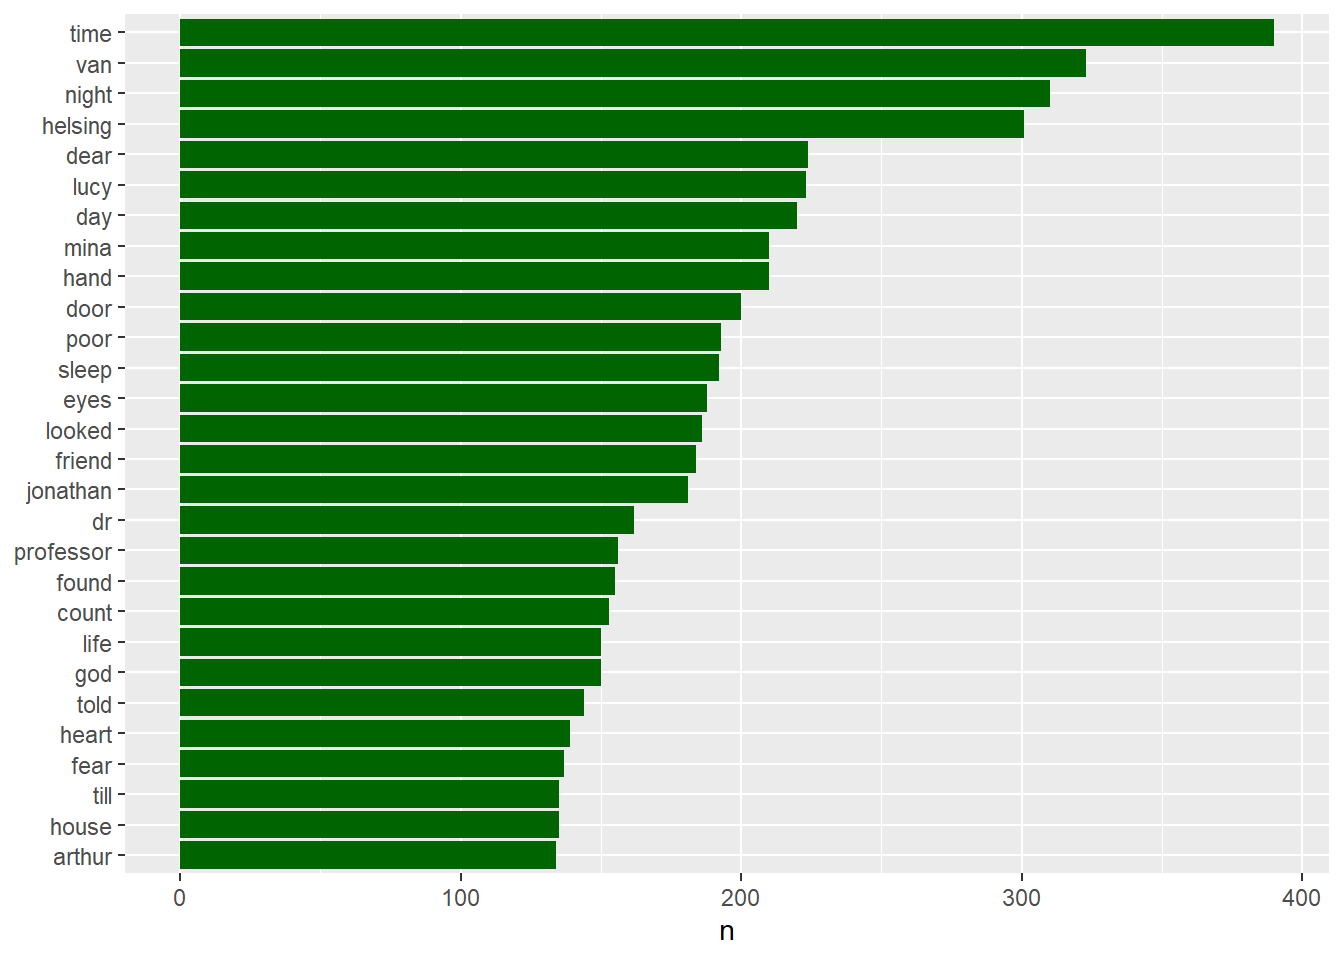 time
van
night
helsing
dear
lucy
day
mina
hand
door
poor
sleep
eyes
looked
friend
jonathan
dr
professor
found
count
life
god
told
heart
fear
till
house
arthur
0 100 200 300 400
n